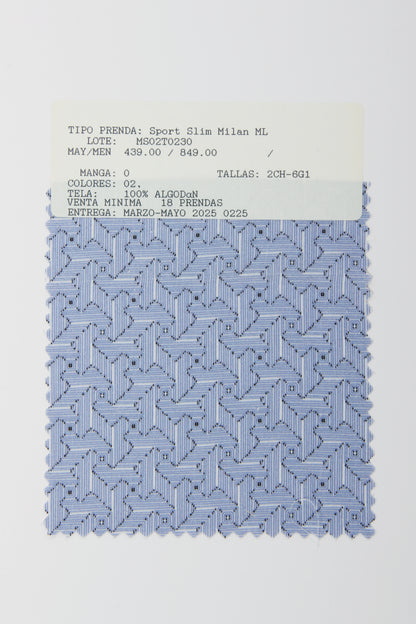 TIPO PRENDA: Sport Slim Milan ML
LOTE: MS02T0230
MAY/MEN 439.00 / 849.00 /
MANGA: 0 TALLAS: 2CH-6G1
COLORES: 02,
TELA: 100% ALGODαN
VENTA MINIMA 18 PRENDAS
ENTREGA: MARZO-MAYO 2025 0225